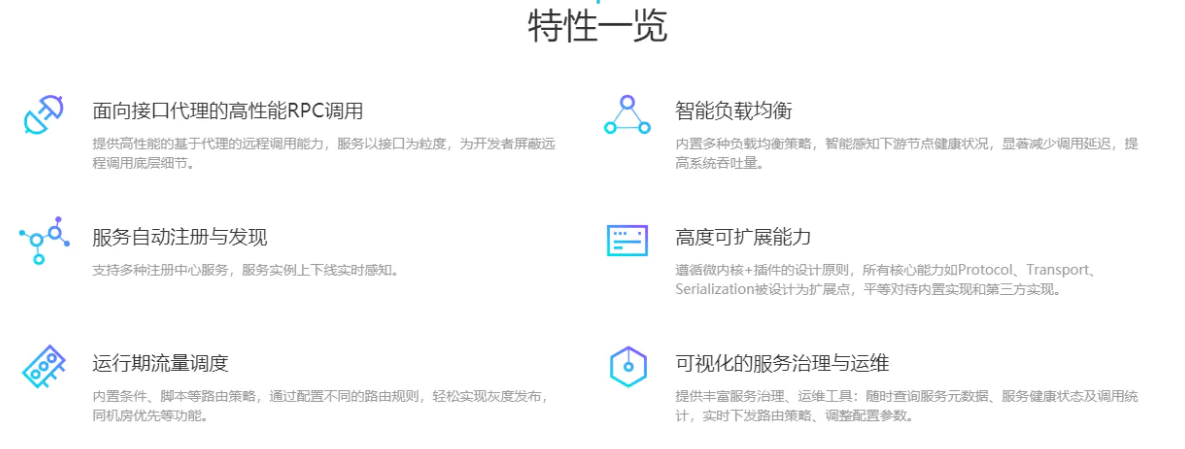 特性一览
面向接口代理的高性能RPC调用
提供高性能的基于代理的远程调用能力，服务以接口为粒度，为开发者屏蔽远
程调用底层细节。
智能负载均衡
内置多种负载均衡策略，智能感知下游节点健康状况，显著减少调用延迟，提
高系统吞吐量。
服务自动注册与发现
支持多种注册中心服务，服务实例上下线实时感知。
高度可扩展能力
遵循微内核+插件的设计原则，所有核心能力如Protocol、Transport、
Serialization被设计为扩展点，平等对待内置实现和第三方实现。
运行期流量调度
内置条件、脚本等路由策略，通过配置不同的路由规则，轻松实现灰度发布，
同机房优先等功能。
可视化的服务治理与运维
提供丰富服务治理、运维工具：随时查询服务元数据、服务健康状态及调用统
计，实时下发路由策略、调整配置参数。